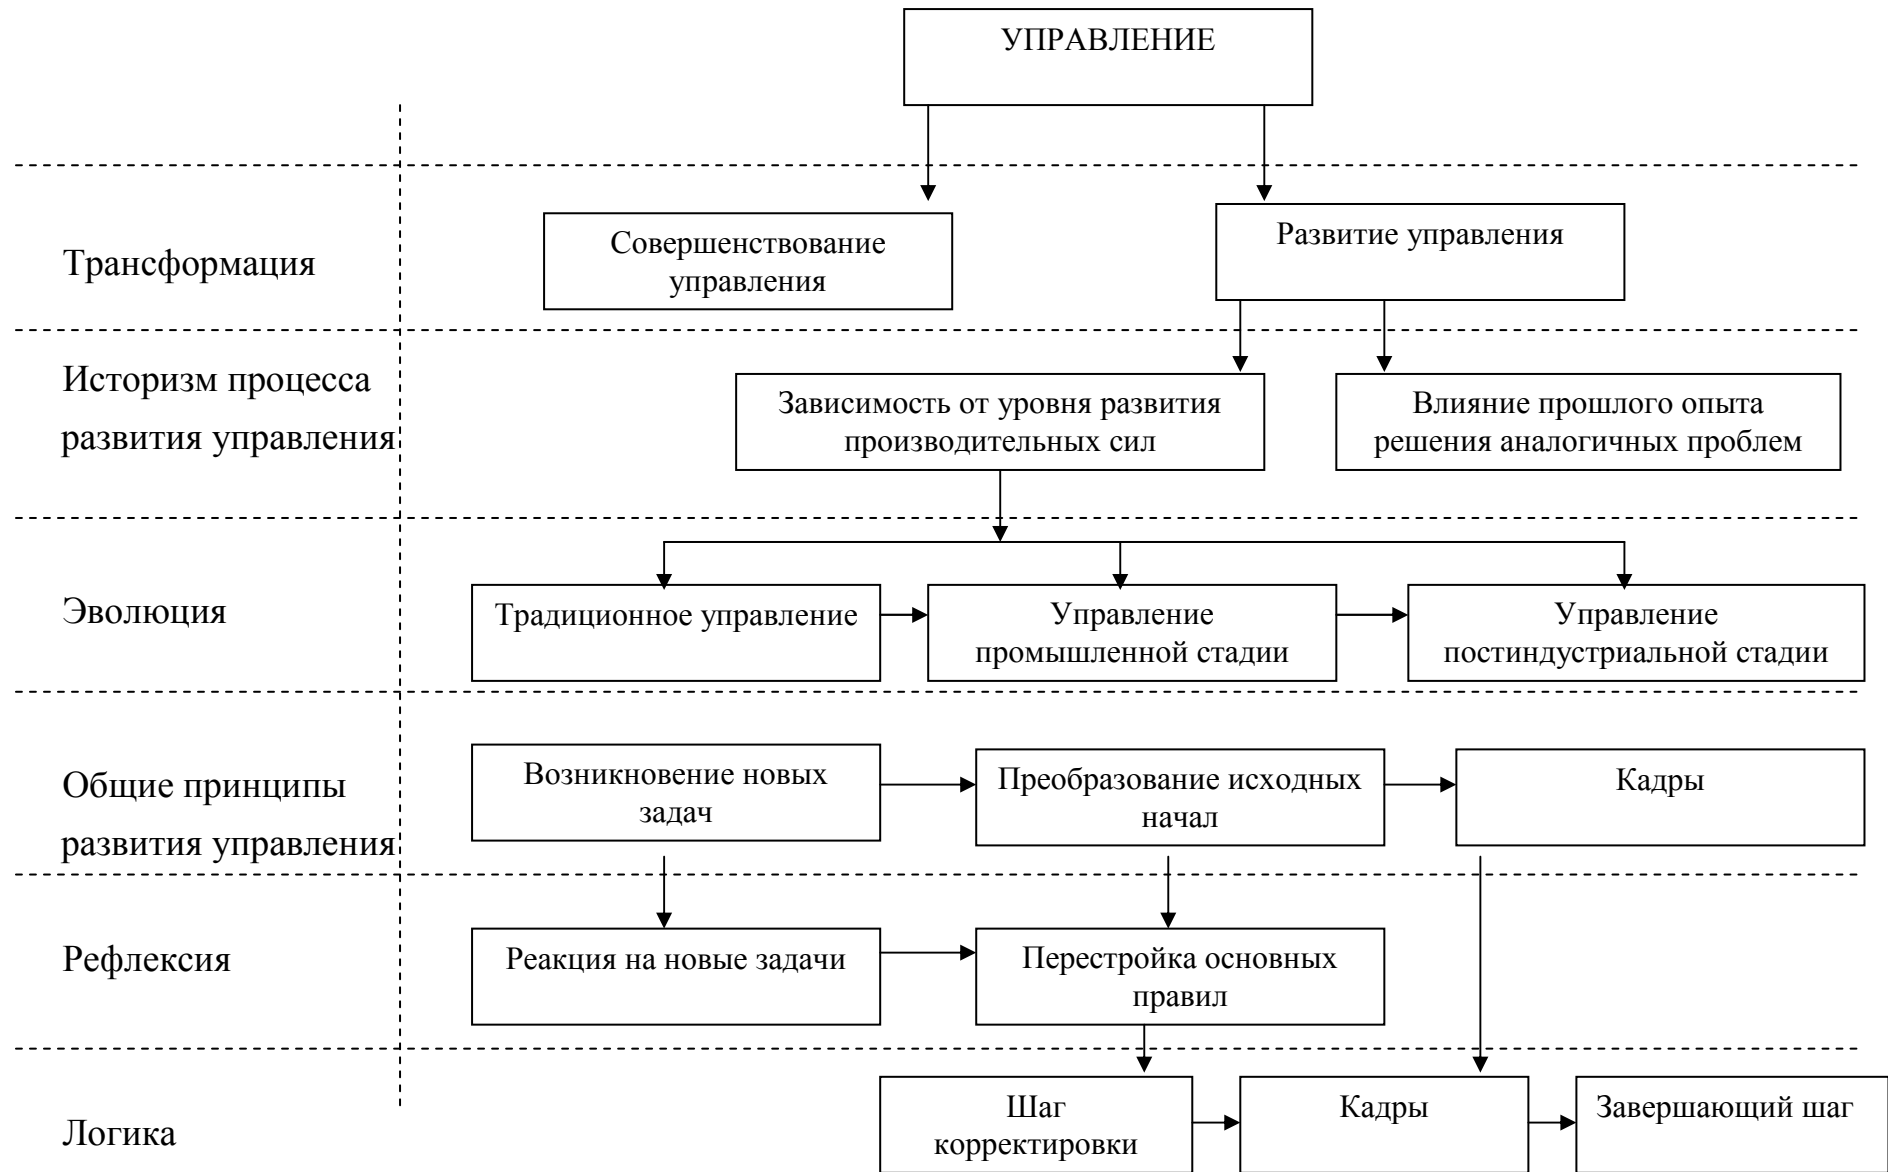 УПРАВЛЕНИЕ
Трансформация
Совершенствование
управления
Развитие управления
Историзм процесса
развития управления
Зависимость от уровня развития
производительных сил
Влияние прошлого опыта
решения аналогичных проблем
Эволюция
Традиционное управление
Управление
промышленной стадии
Управление
постиндустриальной стадии
Общие принципы
развития управления
Возникновение новых
задач
Преобразование исходных
начал
Кадры
Рефлексия
Реакция на новые задачи
Перестройка основных
правил
Логика
Шаг
корректировки
Кадры
Завершающий шаг